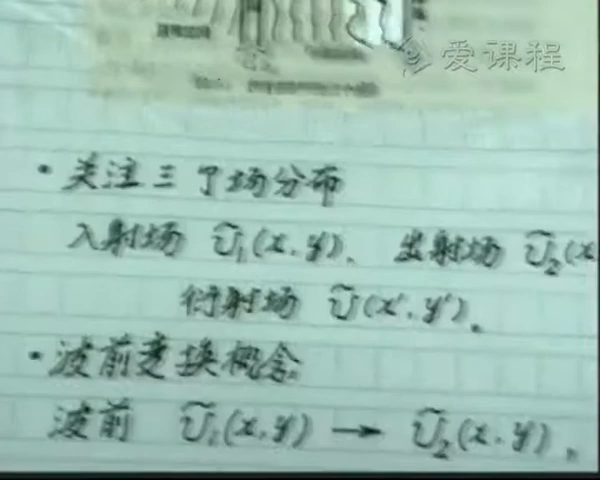 爱课程
• 关注三个场分布
入射场 Ũ₁(x,y)、 出射场 Ũ₂(x
衍射场 Ũ(x',y')。
• 波前变换概念
波前 Ũ₁(x,y) → Ũ₂(x,y),